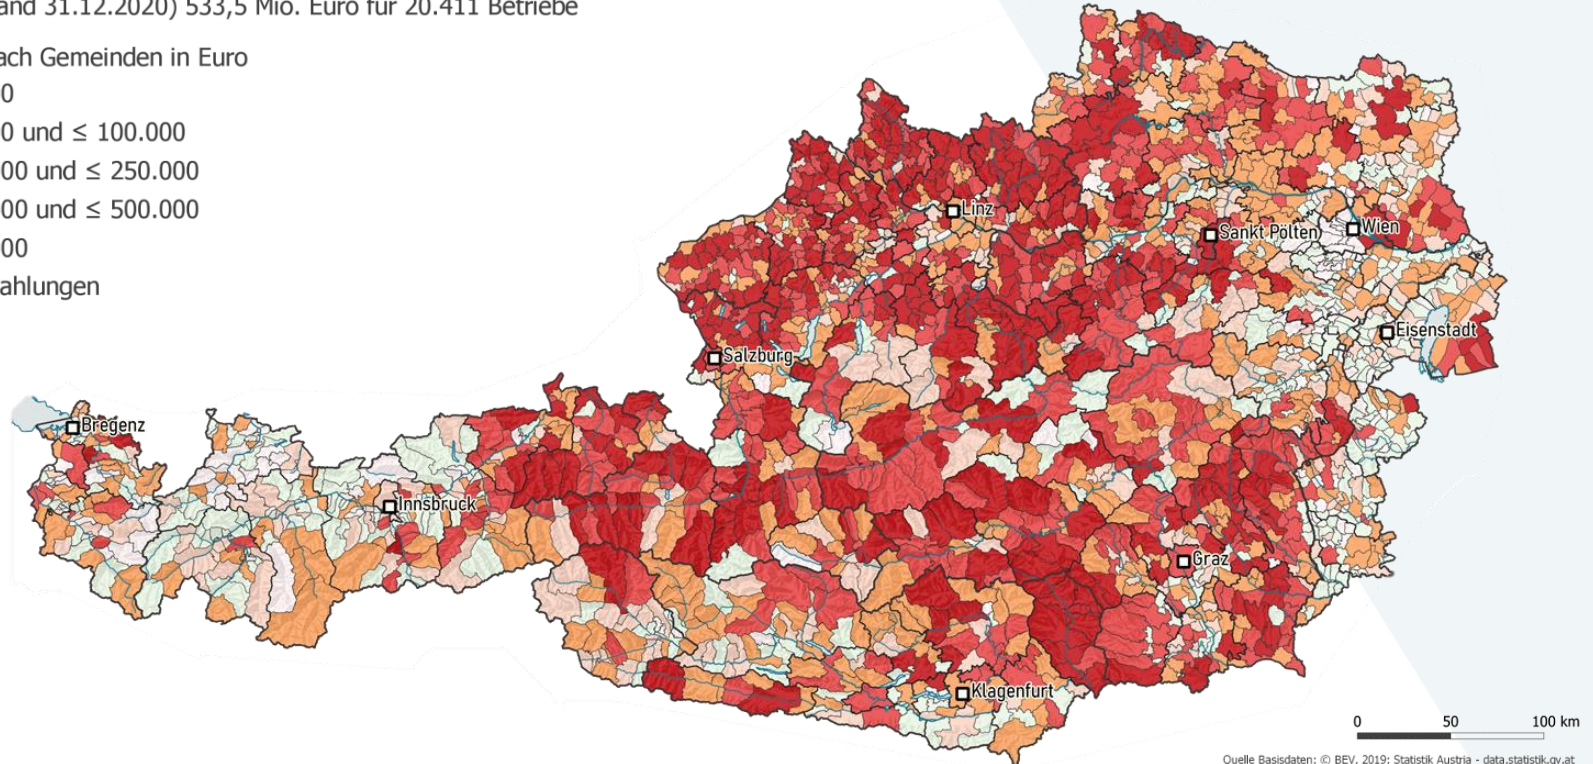 and 31.12.2020) 533,5 Mio. Euro für 20.411 Betriebe
ach Gemeinden in Euro
0
0 und ≤ 100.000
00 und ≤ 250.000
00 und ≤ 500.000
00
ahlungen
Linz
Sankt Pölten
Wien
Eisenstadt
Salzburg
Bregenz
Innsbruck
Graz
Klagenfurt
0 50 100 km
Quelle Basisdaten: © BEV, 2019; Statistik Austria - data.statistik.gv.at